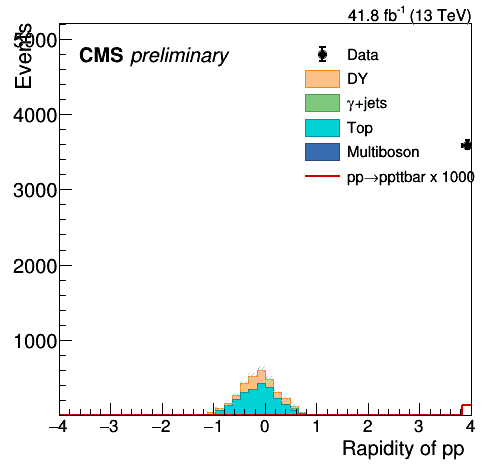 41.8 fb⁻¹ (13 TeV)
Events
CMS preliminary
Data
DY
γ+jets
Top
Multiboson
pp→ppttbar x 1000
5000
4000
3000
2000
1000
−4 −3 −2 −1 0 1 2 3 4
Rapidity of pp